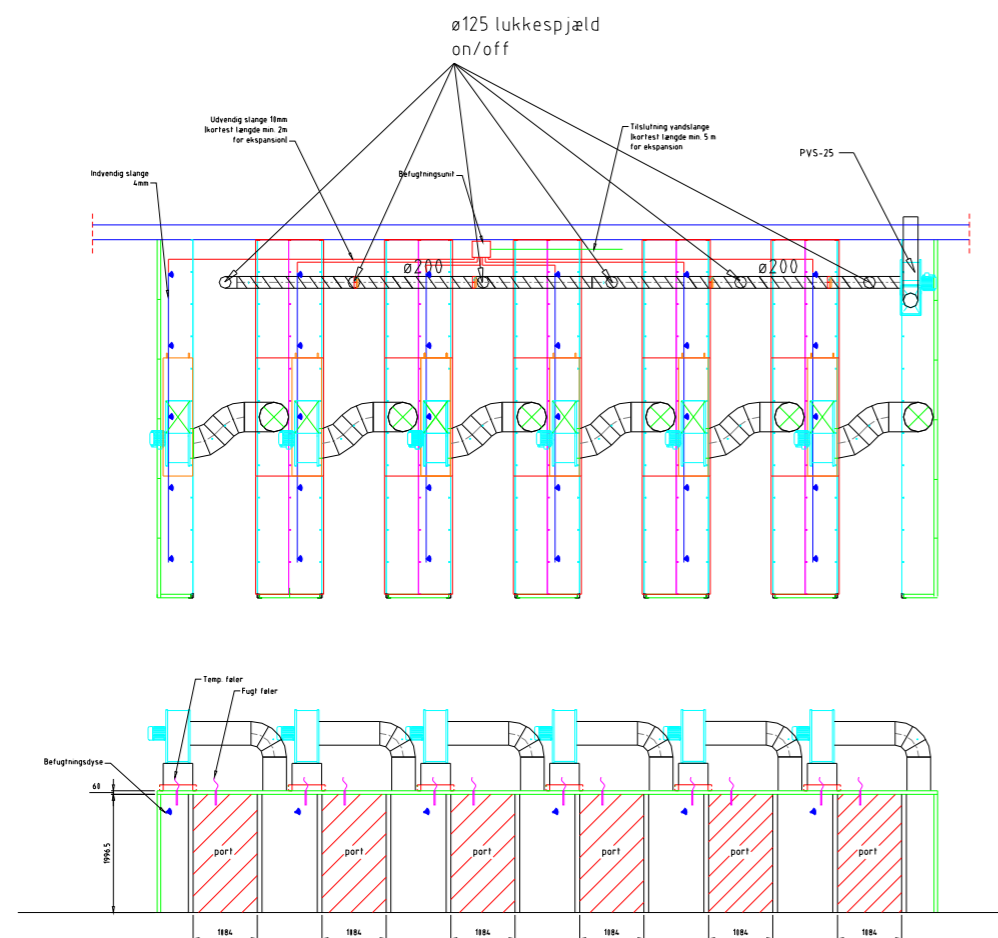 ø125 lukkespjæld
on/off
Udvendig slange 10mm
(kortest længde min. 2m
for ekspansion)
Tilslutning vandslange
(kortest længde min. 5 m
for ekspansion
PVS-25
Indvendig slange
4mm
Befugtningsunit
ø200
ø200
Temp. føler
Fugt føler
Befugtningsdyse
60
1996.5
port
port
port
port
port
port
1084
1084
1084
1084
1084
1084